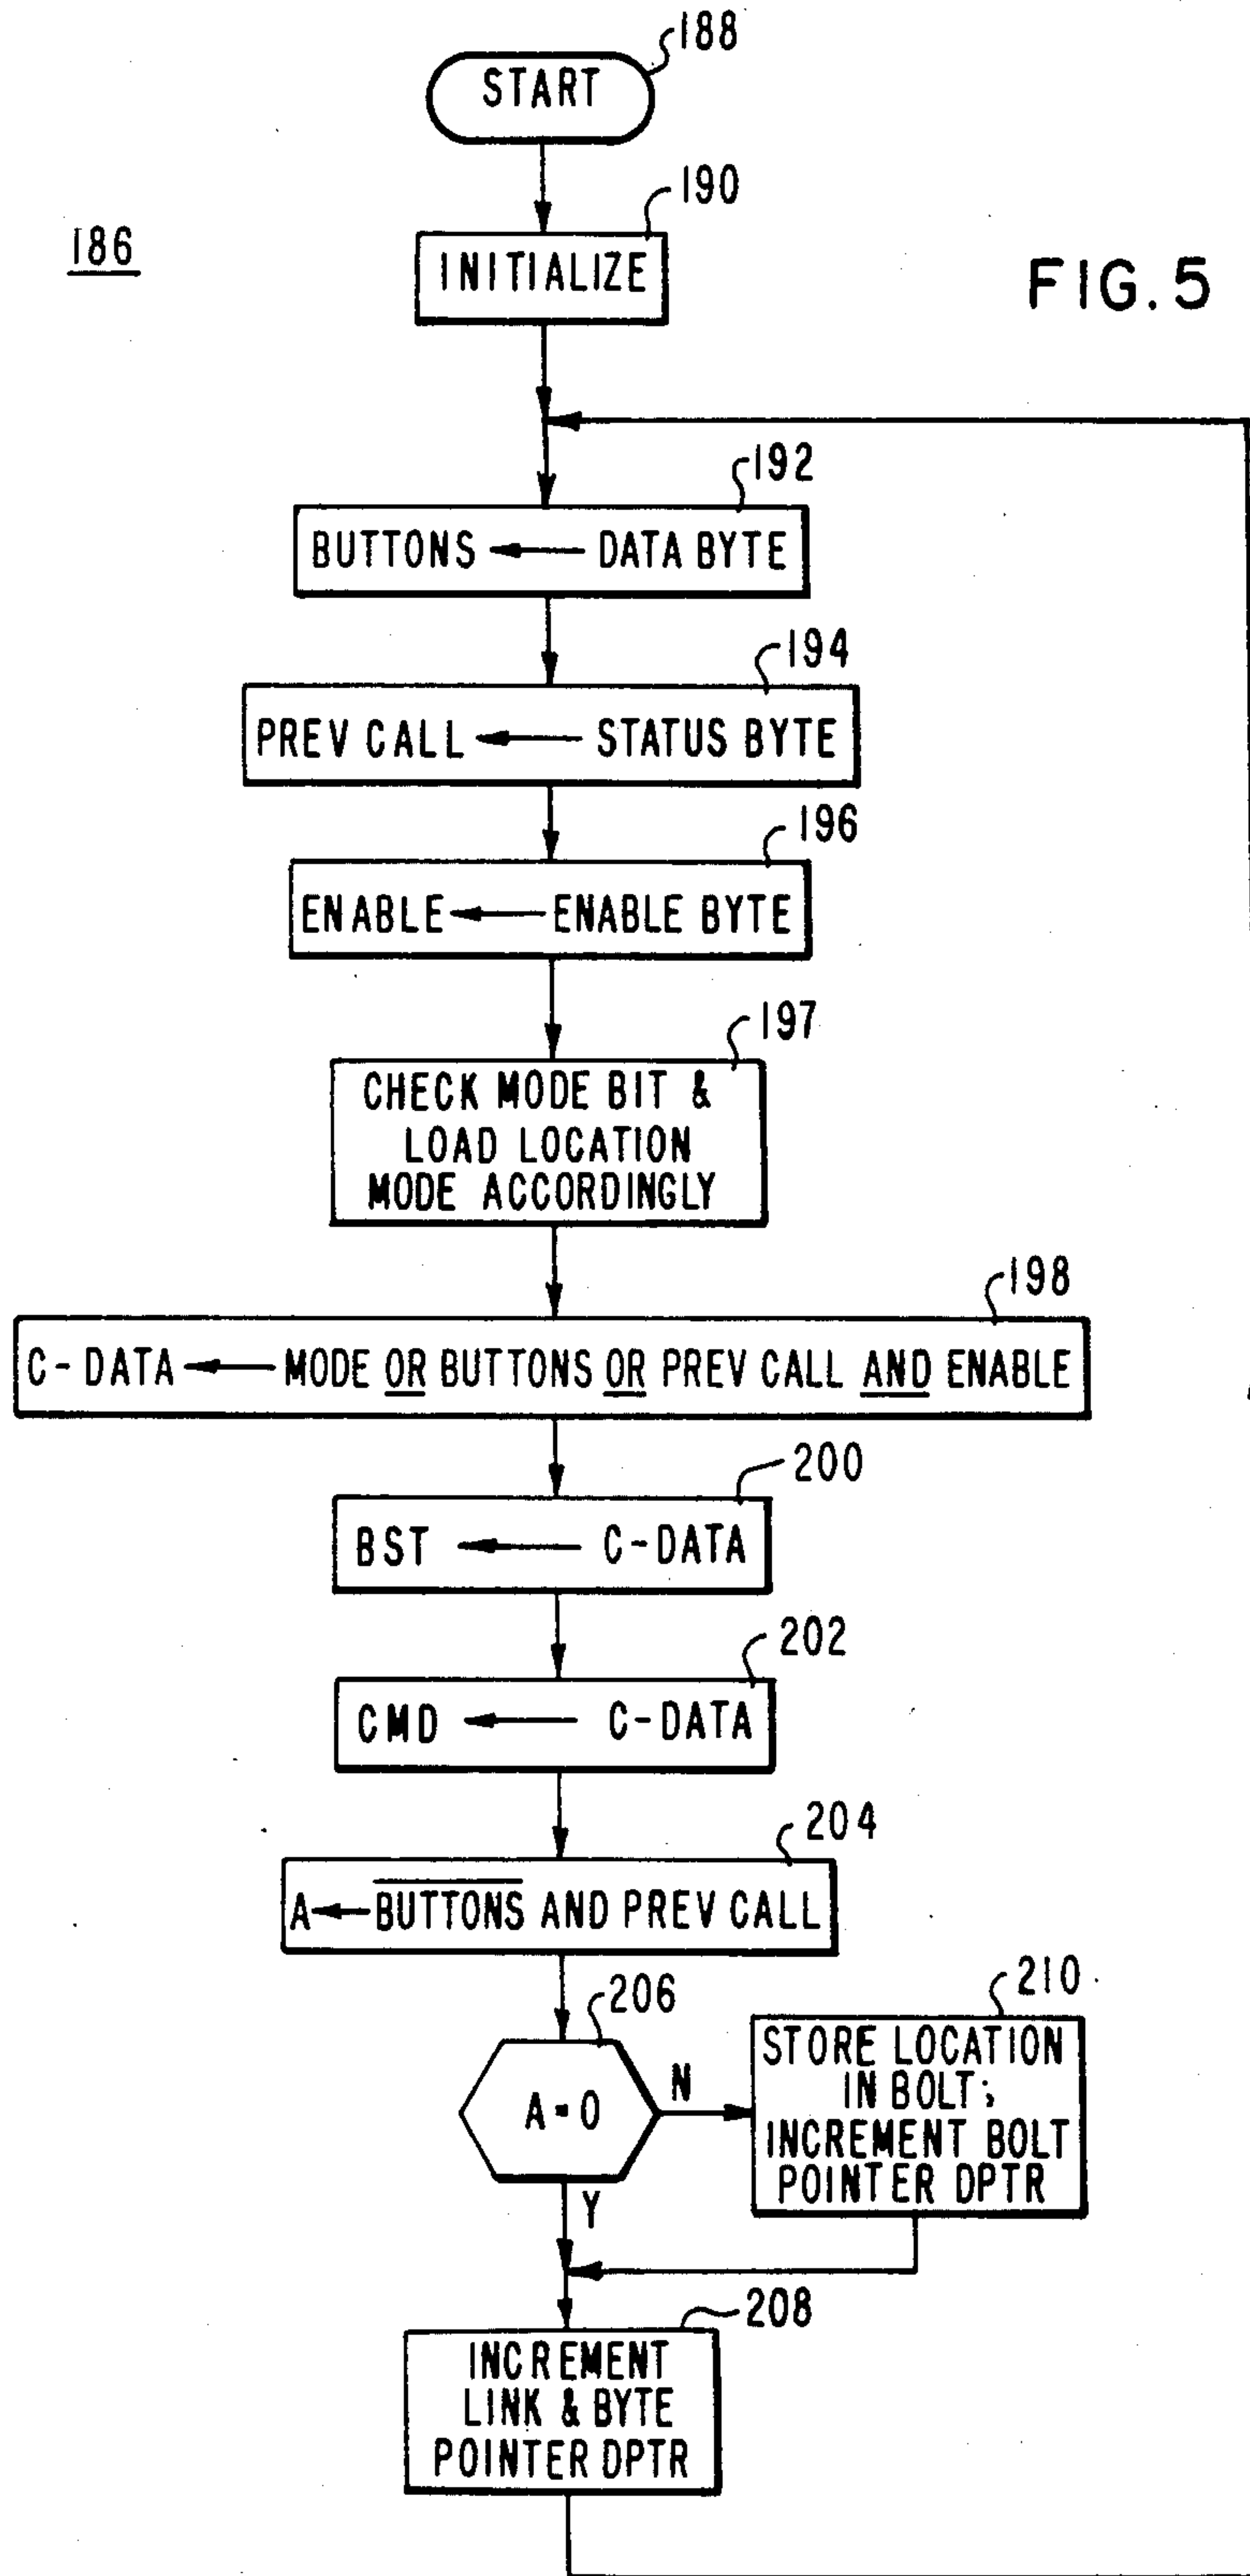 188
START
190
186
INITIALIZE
FIG. 5
192
BUTTONS ← DATA BYTE
194
PREV CALL ← STATUS BYTE
196
ENABLE ← ENABLE BYTE
197
CHECK MODE BIT &
LOAD LOCATION
MODE ACCORDINGLY
198
C-DATA ← MODE OR BUTTONS OR PREV CALL AND ENABLE
200
BST ← C-DATA
202
CMD ← C-DATA
204
A ← BUTTONS AND PREV CALL
206
A=0
N
Y
210
STORE LOCATION
IN BOLT;
INCREMENT BOLT
POINTER DPTR
208
INCREMENT
LINK & BYTE
POINTER DPTR